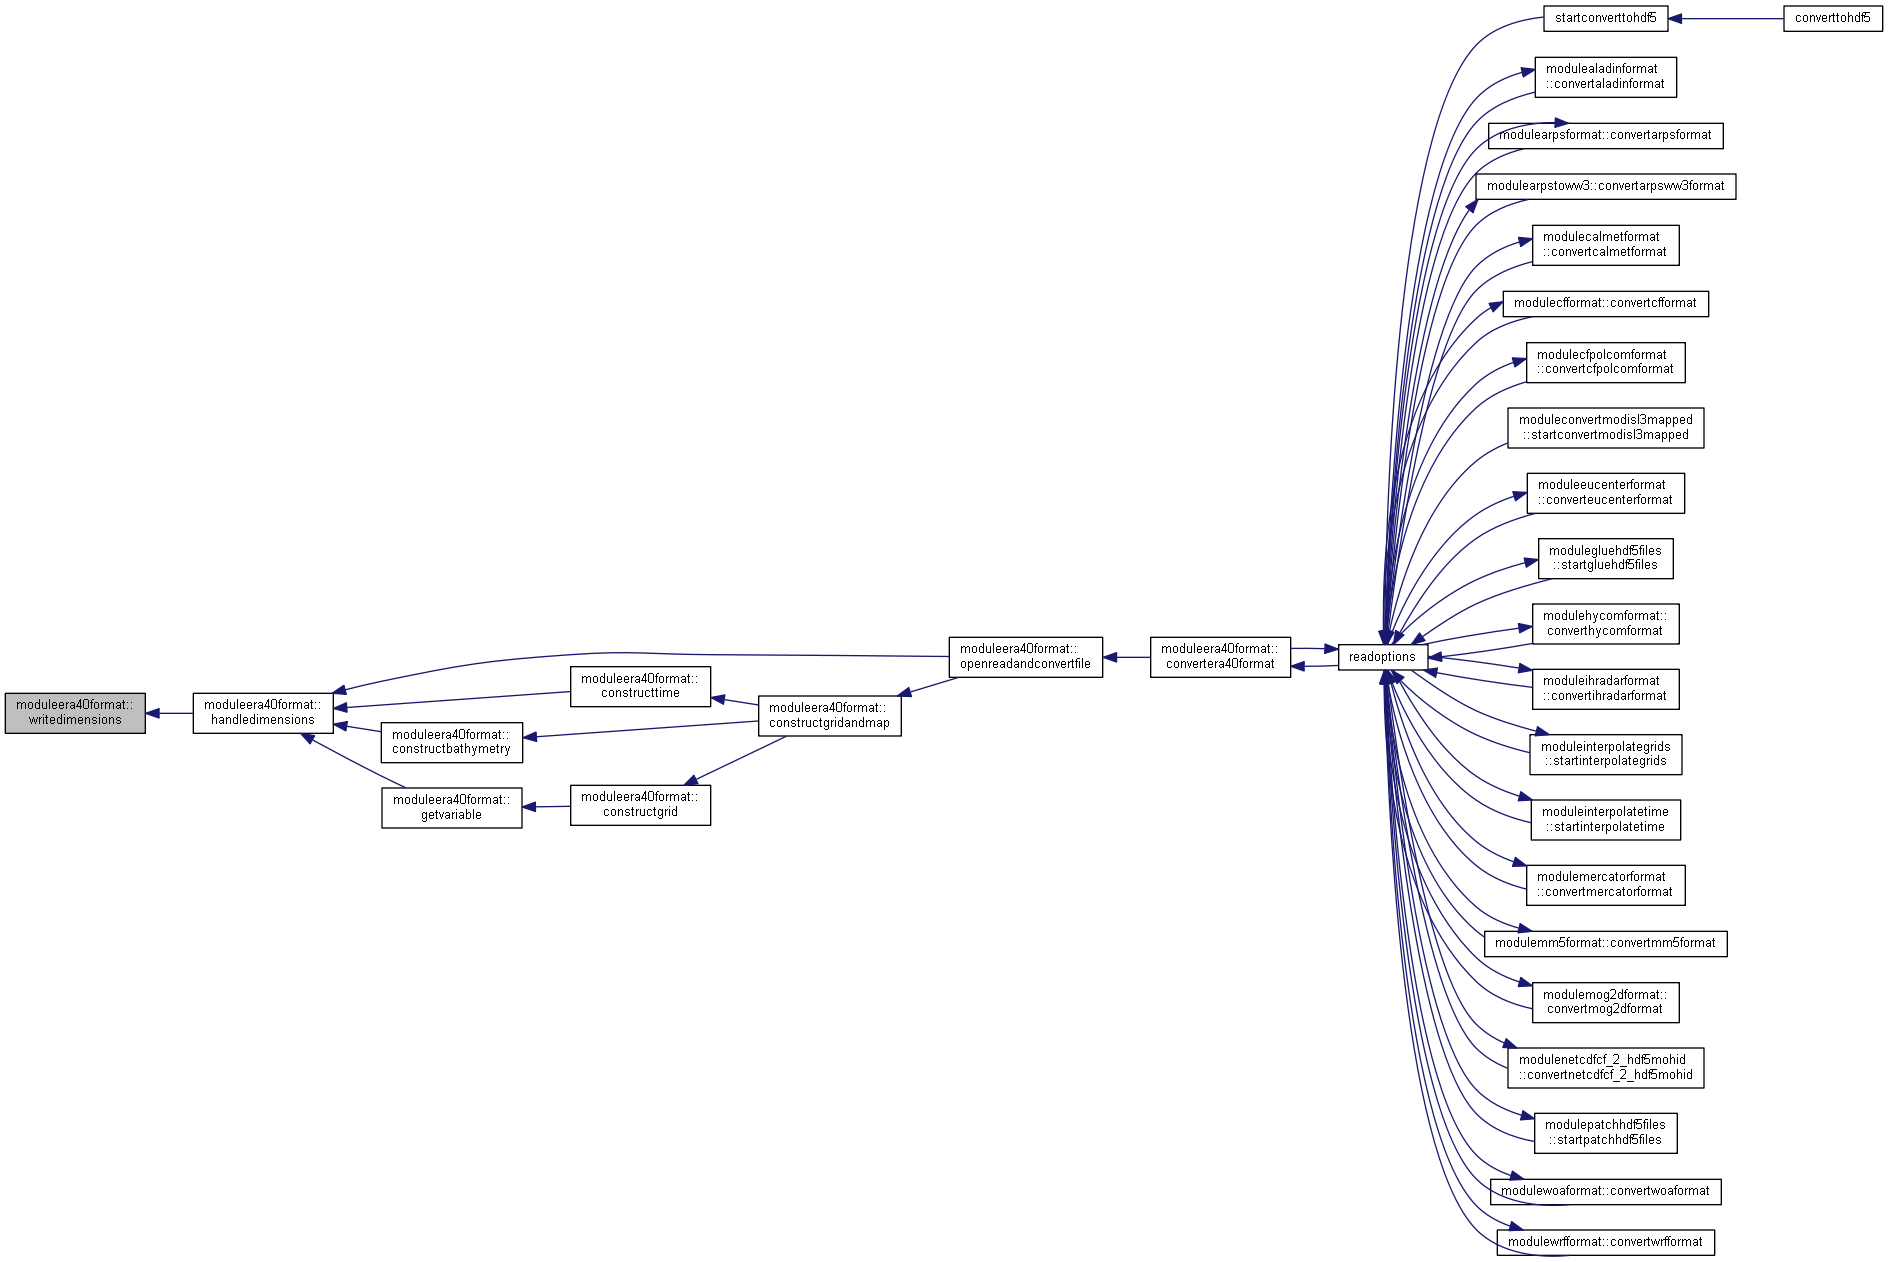 moduleera40format::
writedimensions
moduleera40format::
handledimensions
moduleera40format::
constructtime
moduleera40format::
constructbathymetry
moduleera40format::
getvariable
moduleera40format::
constructgrid
moduleera40format::
constructgridandmap
moduleera40format::
openreadandconvertfile
moduleera40format::
convertera40format
readoptions
startconverttohdf5
converttohdf5
modulealadinformat
::convertaladinformat
modulearpsformat::convertarpsformat
modulearpstoww3::convertarpsww3format
modulecalmetformat
::convertcalmetformat
modulecfformat::convertcfformat
modulecfpolcomformat
::convertcfpolcomformat
moduleconvertmodisl3mapped
::startconvertmodisl3mapped
moduleeucenterformat
::converteucenterformat
modulegluehdf5files
::startgluehdf5files
modulehycomformat::
converthycomformat
moduleihradarformat
::convertihradarformat
moduleinterpolategrids
::startinterpolategrids
moduleinterpolatetime
::startinterpolatetime
modulemercatorformat
::convertmercatorformat
modulemm5format::convertmm5format
modulemog2dformat::
convertmog2dformat
modulenetcdfcf_2_hdf5mohid
::convertnetcdfcf_2_hdf5mohid
modulepatchhdf5files
::startpatchhdf5files
modulewoaformat::convertwoaformat
modulewrfformat::convertwrfformat